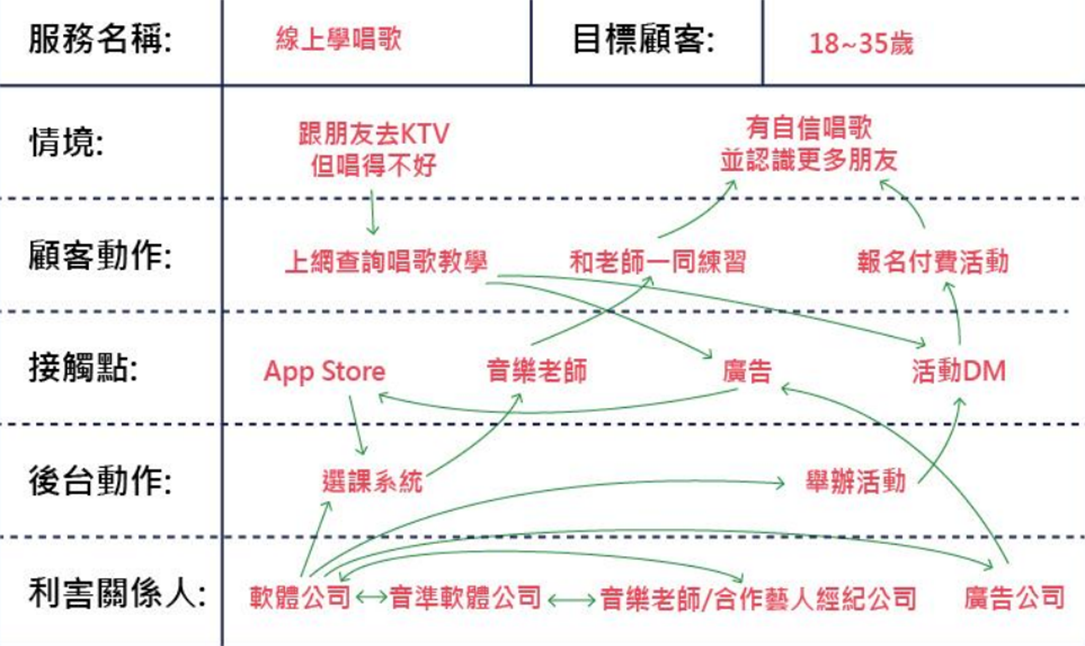 服務名稱: 線上學唱歌 目標顧客: 18~35歲
情境:
跟朋友去KTV
但唱得不好
有自信唱歌
並認識更多朋友
顧客動作: 上網查詢唱歌教學 和老師一同練習 報名付費活動
接觸點: App Store 音樂老師 廣告 活動DM
後台動作: 選課系統 舉辦活動
利害關係人: 軟體公司 音準軟體公司 音樂老師/合作藝人經紀公司 廣告公司